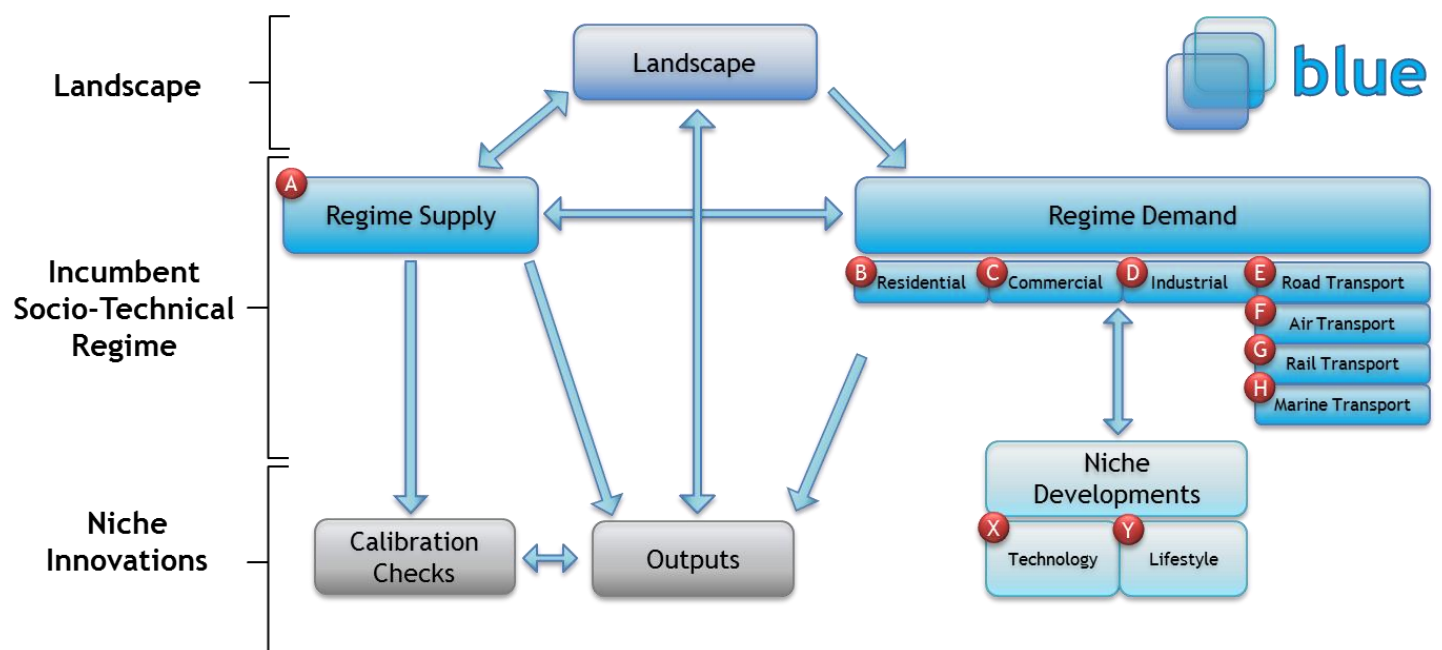 Landscape
blue
Landscape
A
Regime Supply
Regime Demand
B
Residential
C
Commercial
D
Industrial
E
Road Transport
F
Air Transport
G
Rail Transport
H
Marine Transport
Incumbent
Socio-Technical
Regime
Niche
Developments
X
Technology
Y
Lifestyle
Niche
Innovations
Calibration
Checks
Outputs